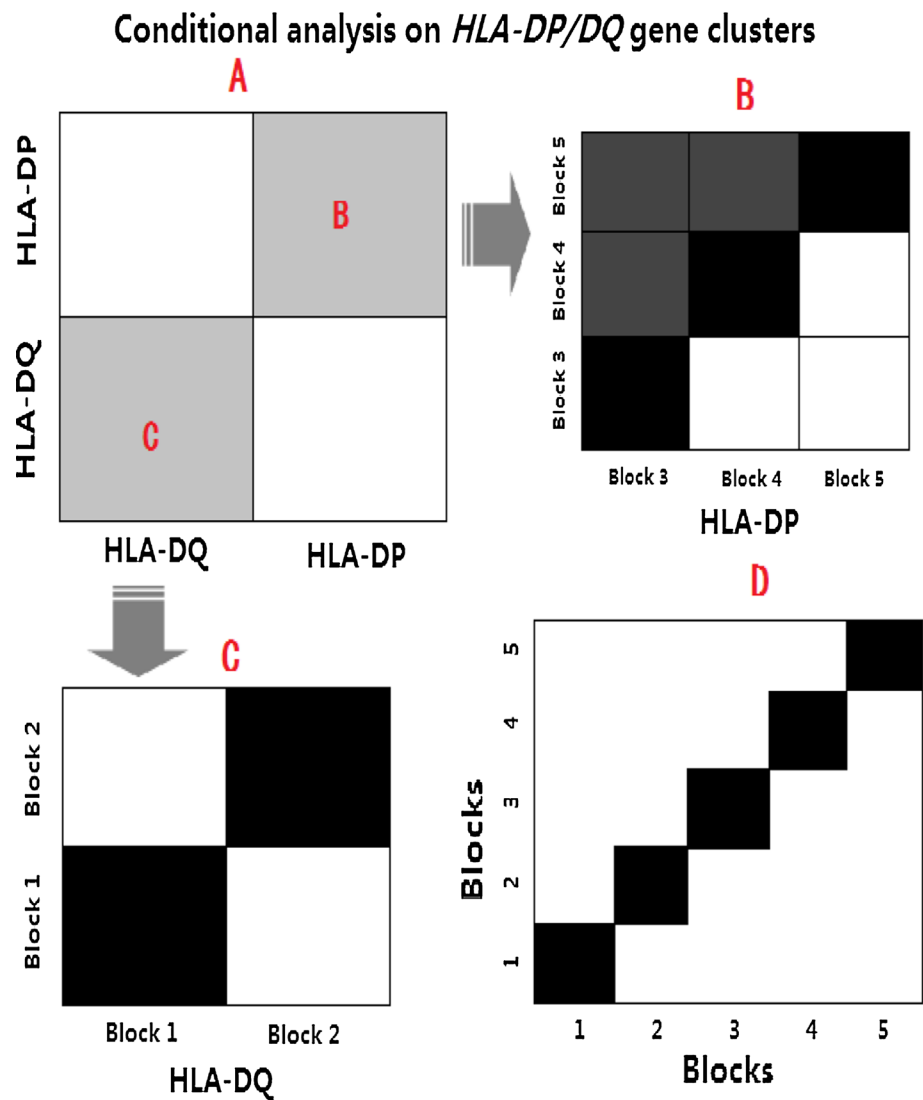 Conditional analysis on HLA-DP/DQ gene clusters
A
HLA-DP
HLA-DQ
B
C
HLA-DQ
HLA-DP
B
Block 5
Block 4
Block 3
Block 3
Block 4
Block 5
HLA-DP
C
Block 2
Block 1
Block 1
Block 2
HLA-DQ
D
Blocks
5
4
3
2
1
1
2
3
4
5
Blocks